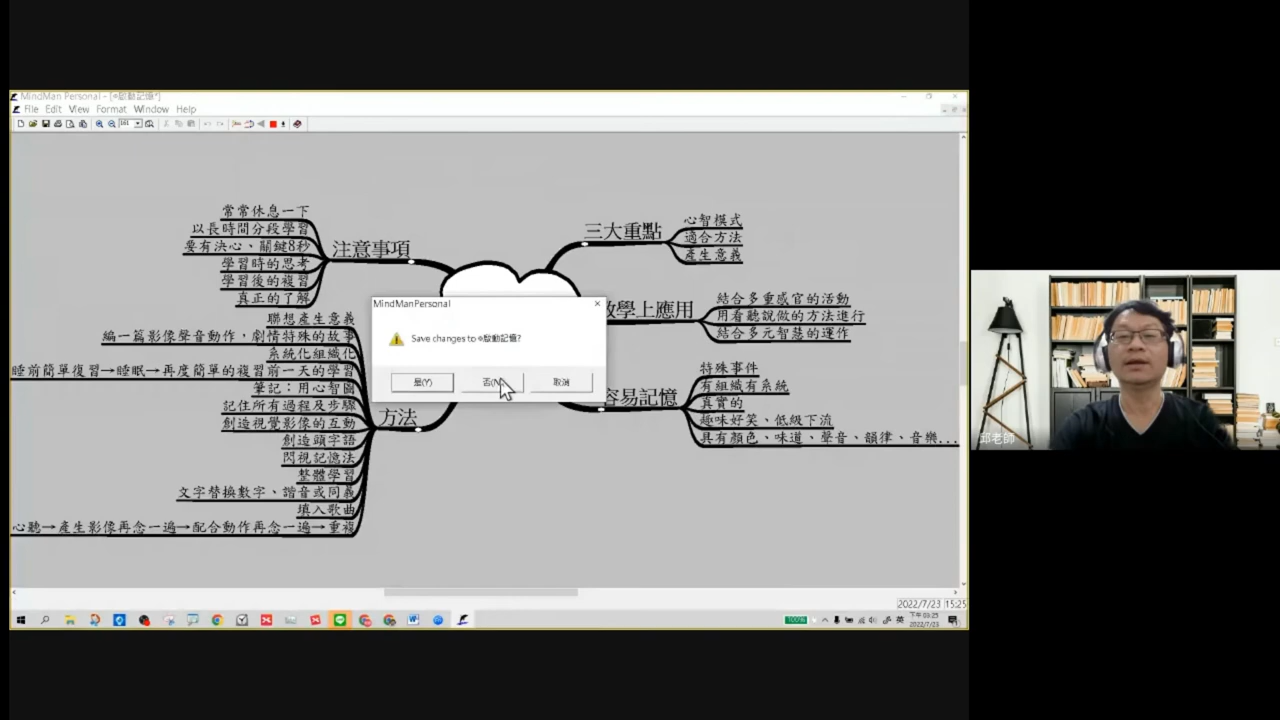 MindMan Personal - [⊕啟動記憶*]
File Edit View Format Window Help
161
常常休息一下
以長時間分段學習
要有決心、關鍵8秒
學習時的思考
學習後的複習
真正的了解
注意事項
三大重點
心智模式
適合方法
產生意義
教學上應用
結合多重感官的活動
用看聽說做的方法進行
結合多元智慧的運作
容易記憶
特殊事件
有組織有系統
真實的
趣味好笑、低級下流
具有顏色、味道、聲音、韻律、音樂...
聯想產生意義
編一篇影像聲音動作，劇情特殊的故事
系統化組織化
睡前簡單復習→睡眠→再度簡單的複習前一天的學習
筆記：用心智圖
記住所有過程及步驟
創造視覺影像的互動
創造頭字語
閃視記憶法
整體學習
文字替換數字、諧音或同義
填入歌曲
心聽→產生影像再念一遍→配合動作再念一遍→重複
方法
MindManPersonal
Save changes to ⊕啟動記憶?
是(Y)
否(N)
取消
邱老師
2022/7/23 15:25
100%
英
下午 03:25
2022/7/23